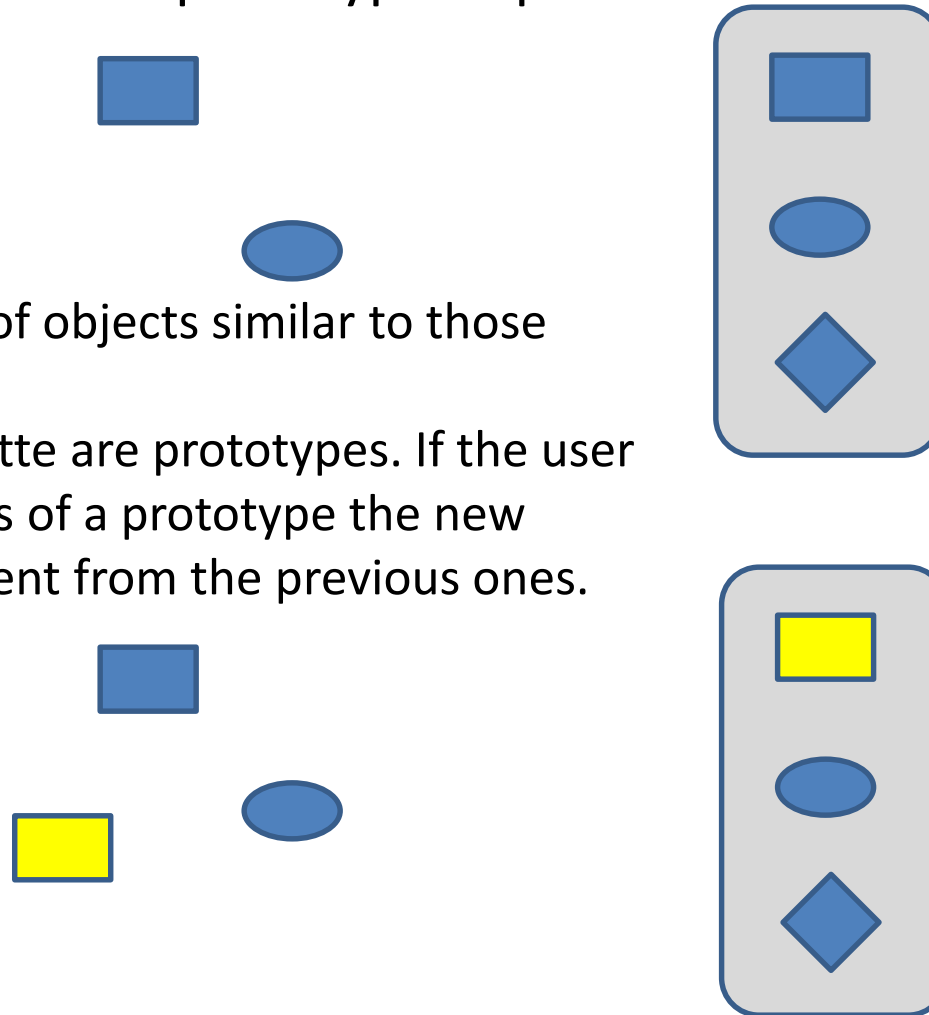 of objects similar to those
tte are prototypes. If the user
s of a prototype the new
ent from the previous ones.